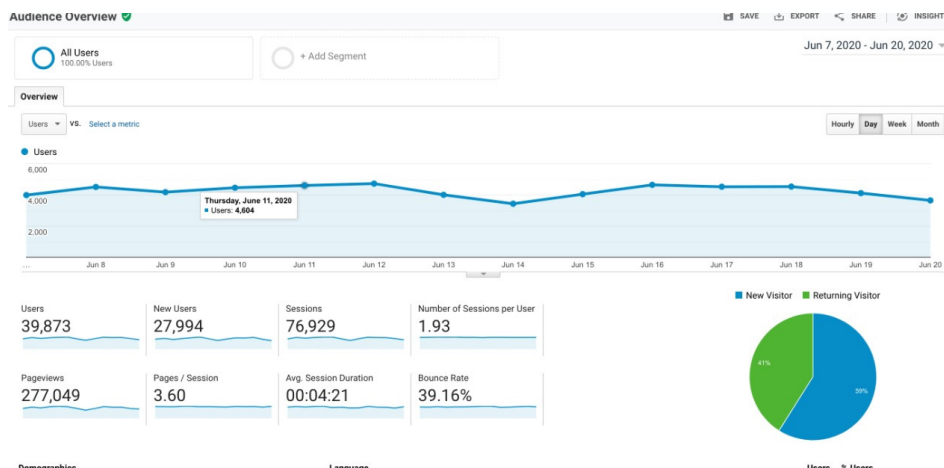 Audience Overview
SAVE EXPORT SHARE INSIGHT
All Users
100.00% Users
+ Add Segment
Jun 7, 2020 - Jun 20, 2020
Overview
Users VS. Select a metric
Hourly Day Week Month
Users
6,000
4,000
2,000
Thursday, June 11, 2020
Users: 4,604
... Jun 8 Jun 9 Jun 10 Jun 11 Jun 12 Jun 13 Jun 14 Jun 15 Jun 16 Jun 17 Jun 18 Jun 19 Jun 20
New Visitor Returning Visitor
Users New Users Sessions Number of Sessions per User
39,873 27,994 76,929 1.93
Pageviews Pages / Session Avg. Session Duration Bounce Rate
277,049 3.60 00:04:21 39.16%
41%
59%
Demographics Language Users % Users